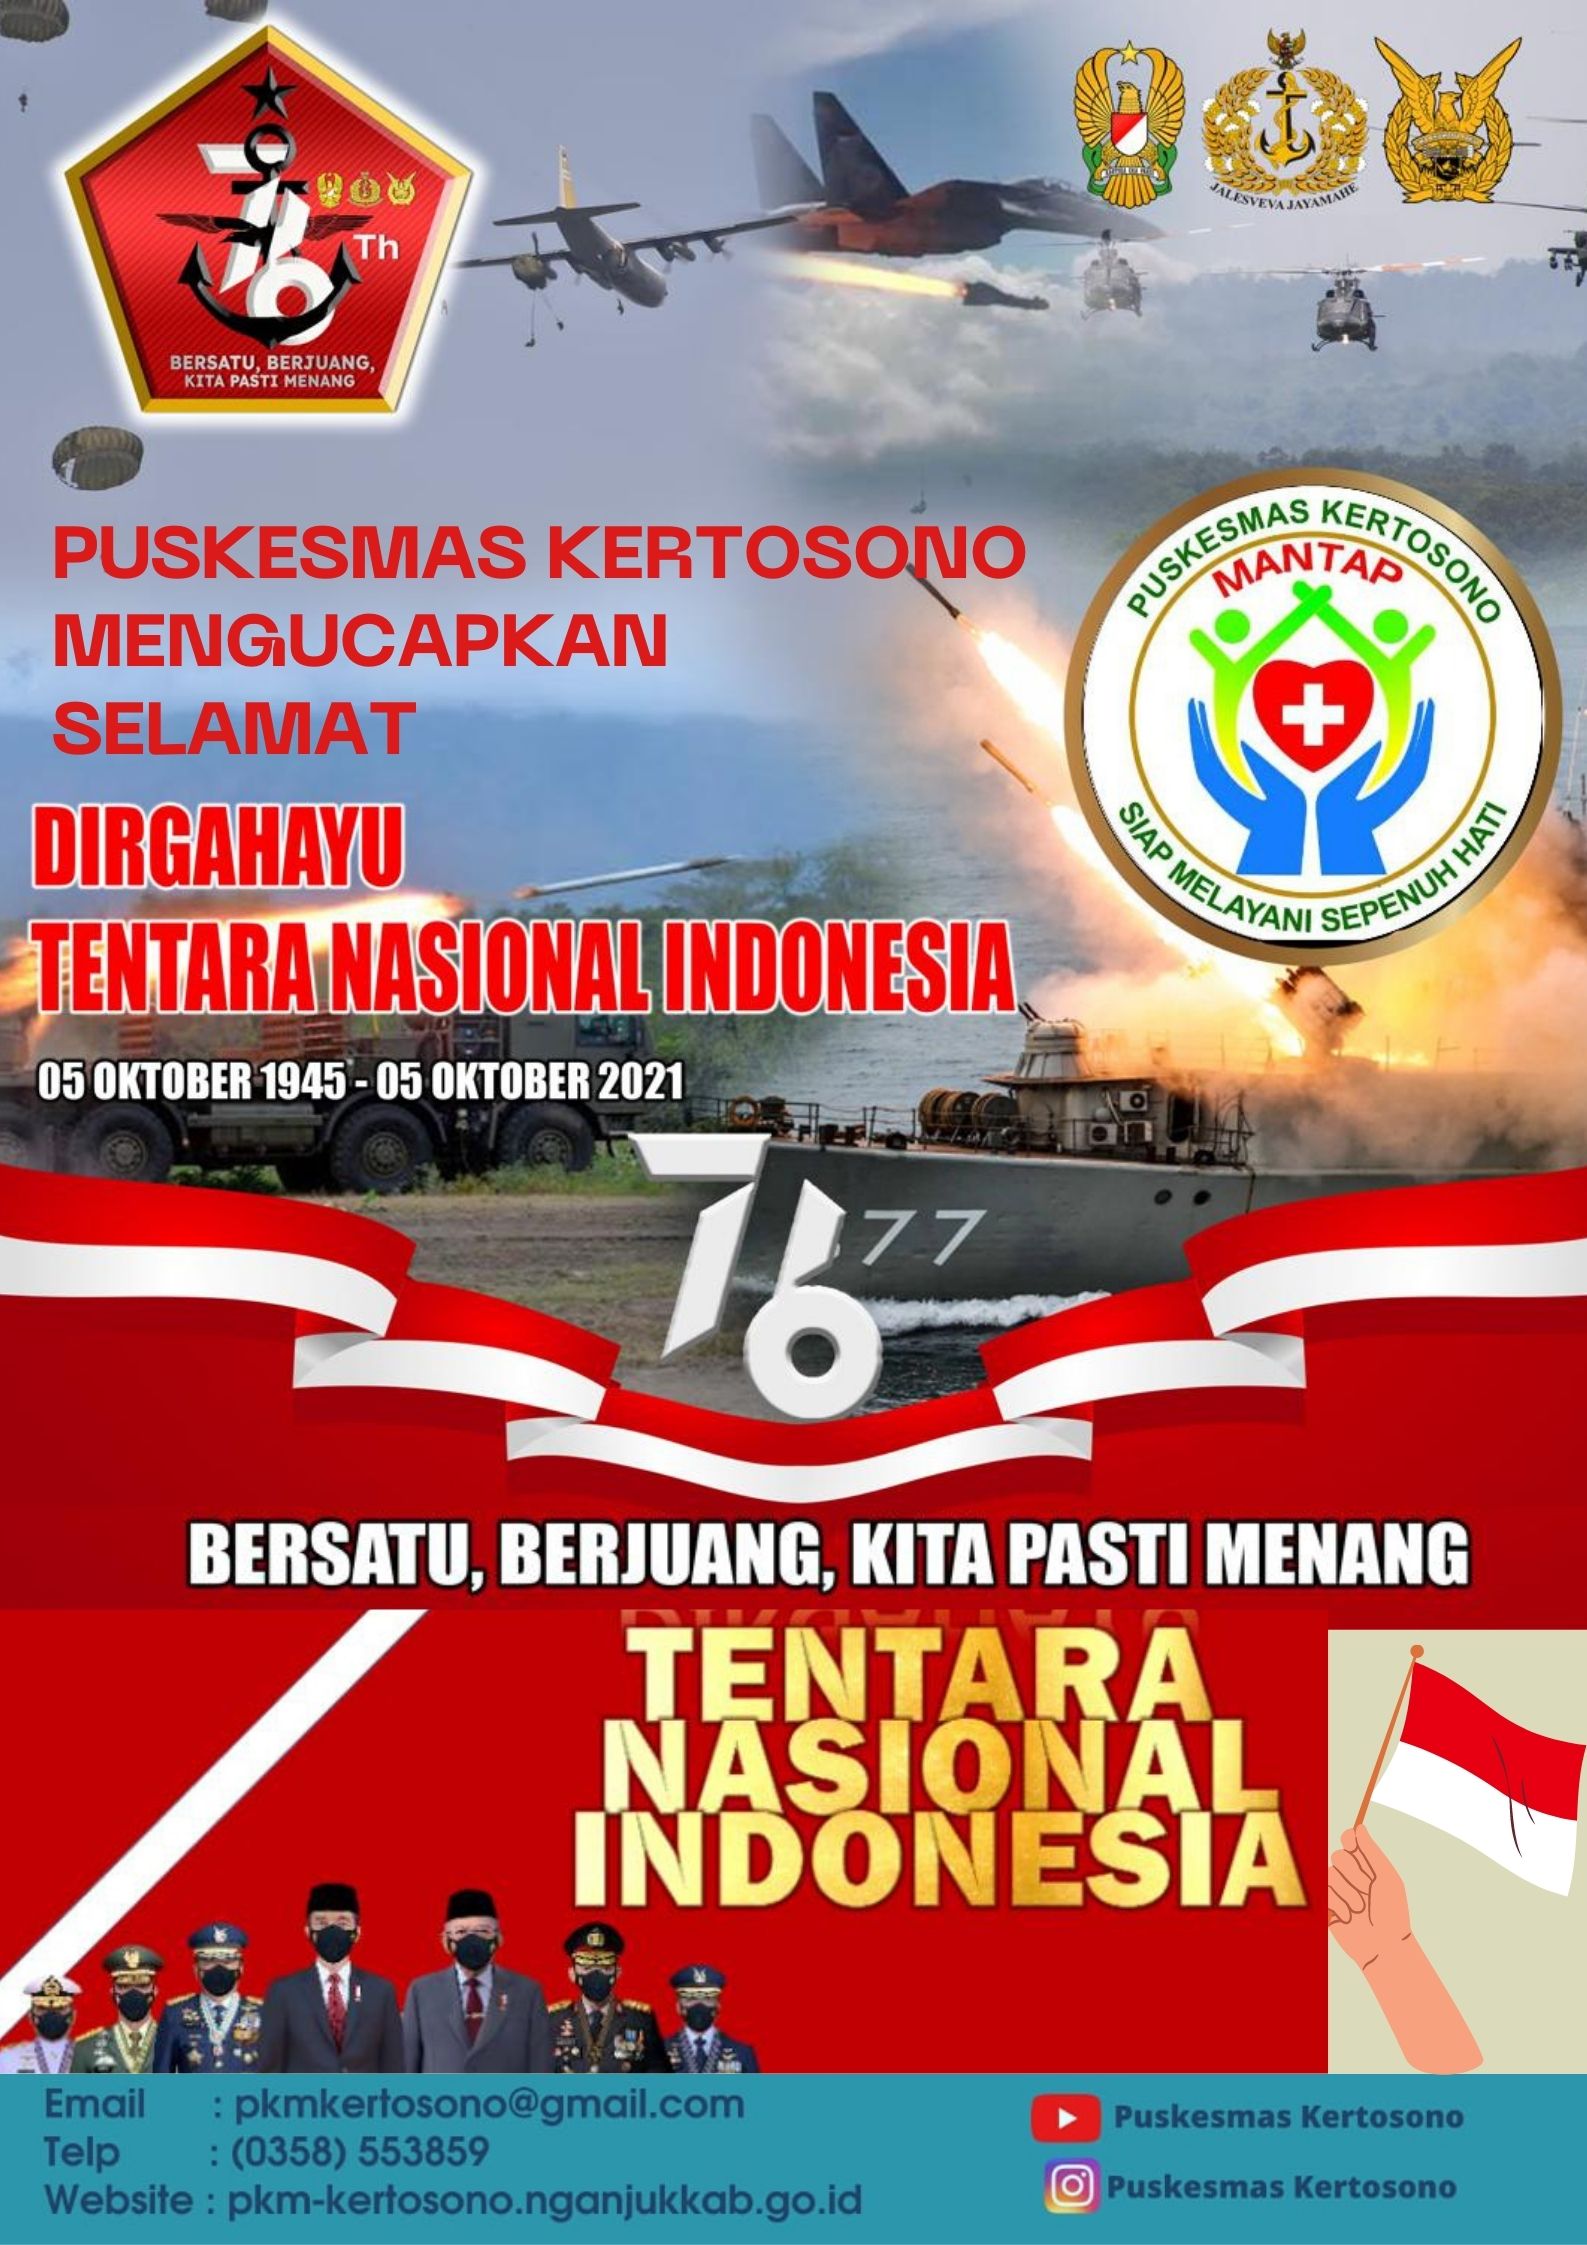 76
Th
BERSATU, BERJUANG,
KITA PASTI MENANG
JALESVEVA JAYAMAHE
PUSKESMAS KERTOSONO
MENGUCAPKAN
SELAMAT
PUSKESMAS KERTOSONO
MANTAP
SIAP MELAYANI SEPENUH HATI
DIRGAHAYU
TENTARA NASIONAL INDONESIA
05 OKTOBER 1945 - 05 OKTOBER 2021
76
77
BERSATU, BERJUANG, KITA PASTI MENANG
TENTARA
NASIONAL
INDONESIA
Email : pkmkertosono@gmail.com
Telp : (0358) 553859
Website : pkm-kertosono.nganjukkab.go.id
Puskesmas Kertosono
Puskesmas Kertosono